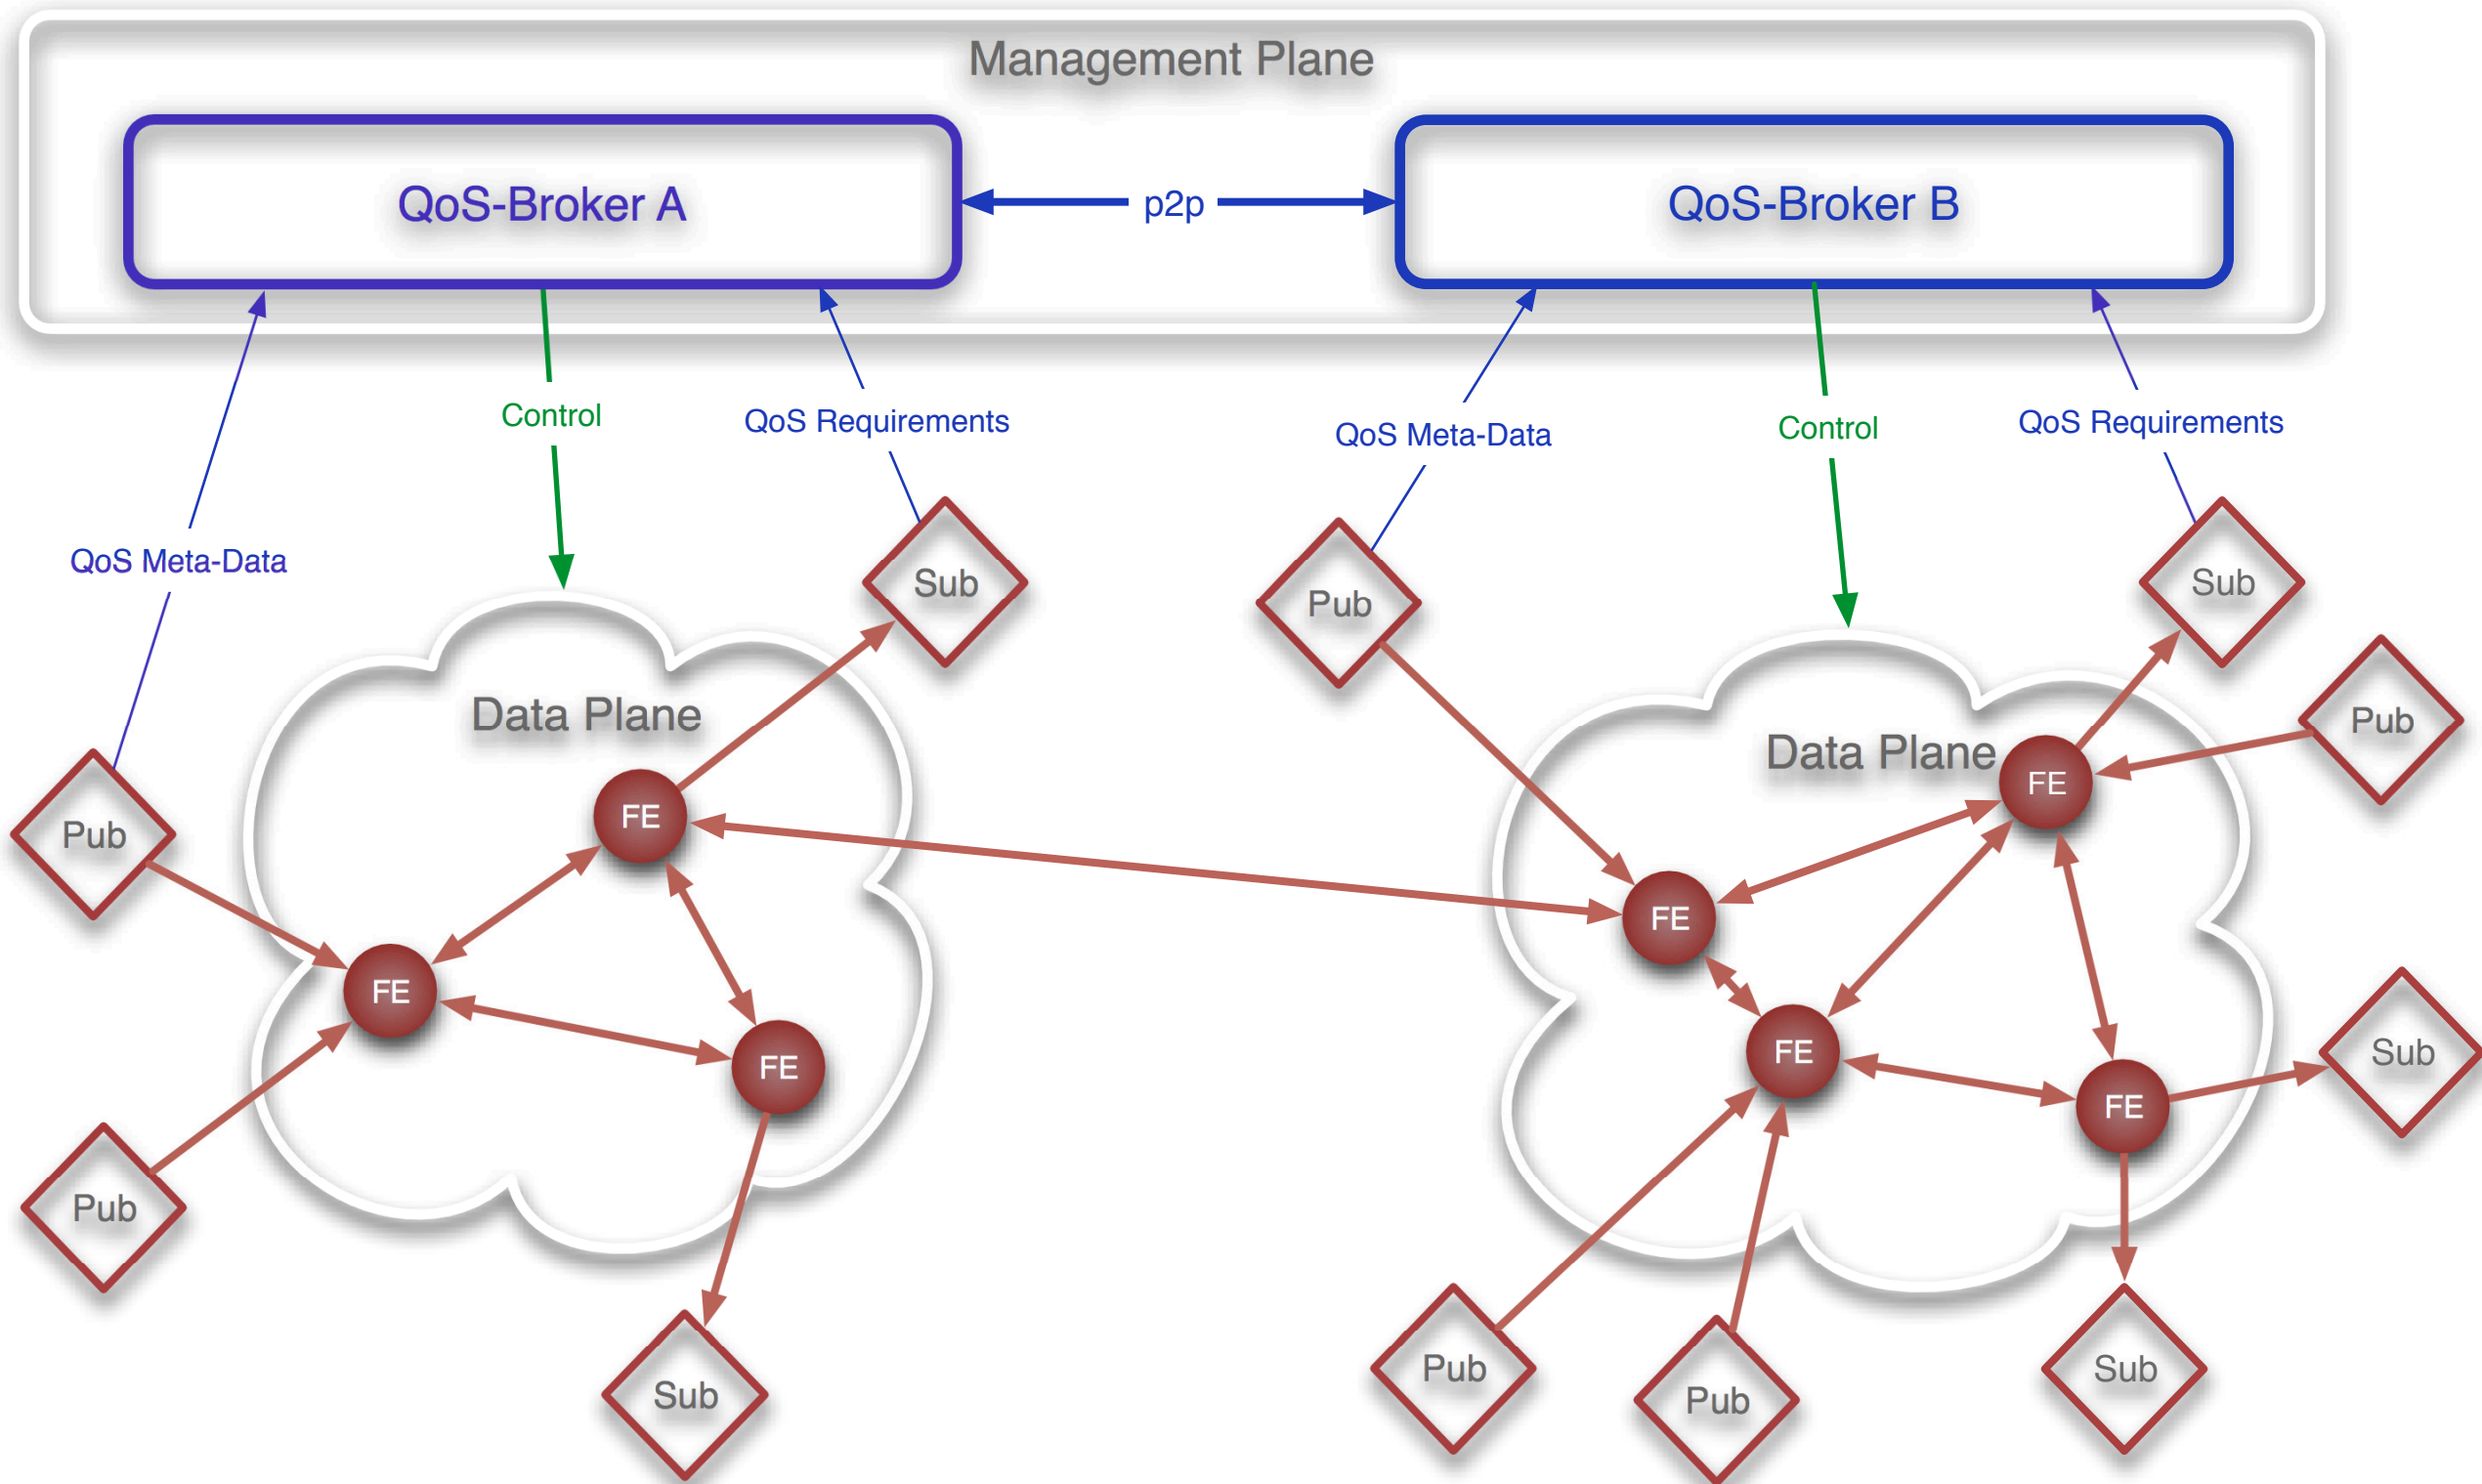 Management Plane
QoS-Broker A
p2p
QoS-Broker B
Control
QoS Requirements
QoS Meta-Data
Control
QoS Requirements
QoS Meta-Data
Sub
Pub
Sub
Data Plane
Pub
Data Plane
FE
FE
Pub
Pub
FE
FE
FE
FE
Sub
FE
Pub
Sub
Pub
Pub
Sub